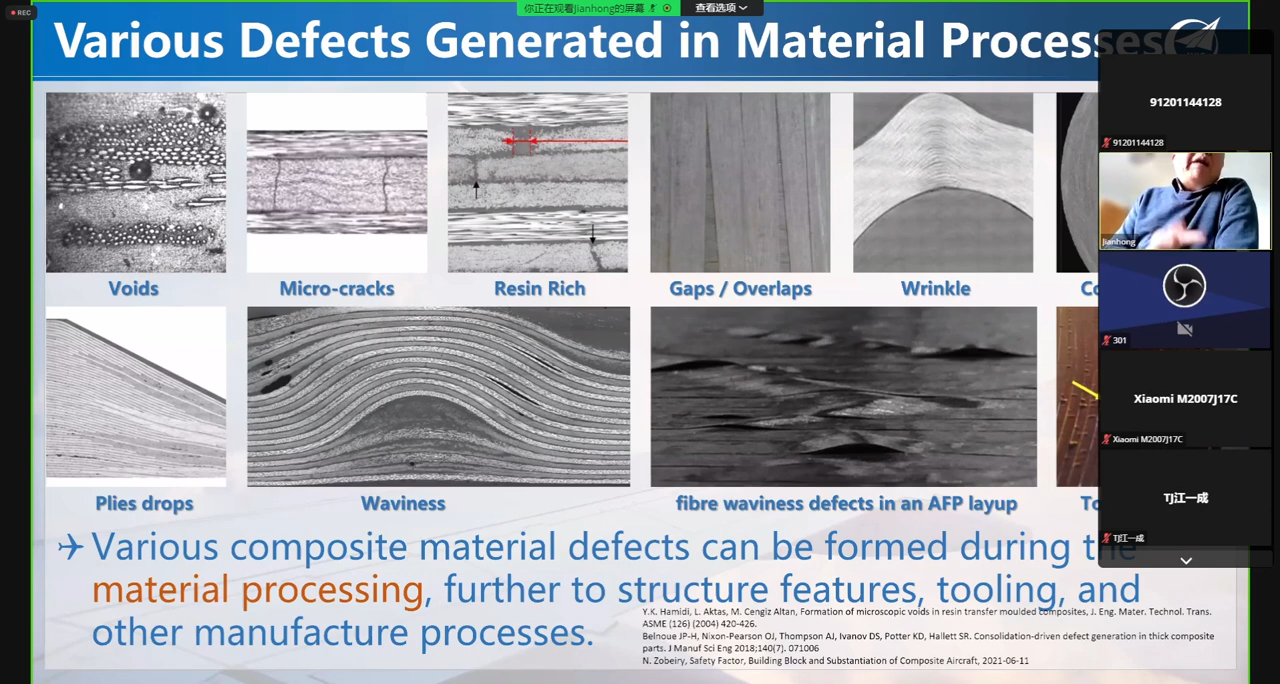 REC
你正在观看Jianhong的屏幕
查看选项
Various Defects Generated in Material Processes
91201144128
91201144128
Jianhong
301
Xiaomi M2007J17C
Xiaomi M2007J17C
TJ江一成
TJ江一成
Voids
Micro-cracks
Resin Rich
Gaps / Overlaps
Wrinkle
Plies drops
Waviness
fibre waviness defects in an AFP layup
Various composite material defects can be formed during the
material processing, further to structure features, tooling, and
other manufacture processes.
Y.K. Hamidi, L. Aktas, M. Cengiz Altan, Formation of microscopic voids in resin transfer moulded composites, J. Eng. Mater. Technol. Trans.
ASME (126) (2004) 420-426.
Belnoue JP-H, Nixon-Pearson OJ, Thompson AJ, Ivanov DS, Potter KD, Hallett SR. Consolidation-driven defect generation in thick composite
parts. J Manuf Sci Eng 2018;140(7). 071006
N. Zobeiry, Safety Factor, Building Block and Substantiation of Composite Aircraft, 2021-06-11